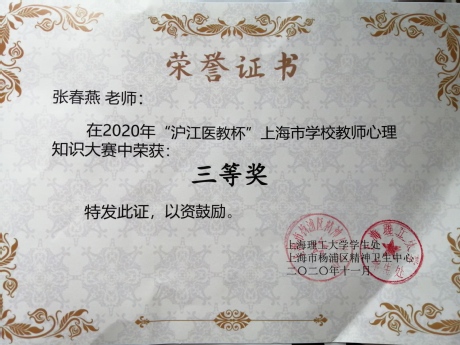 荣誉证书
张春燕 老师：
在2020年“沪江医教杯”上海市学校教师心理
知识大赛中荣获：
三等奖
特发此证，以资鼓励。
上海理工大学学生处
上海市杨浦区精神卫生中心
二〇二〇年十一月